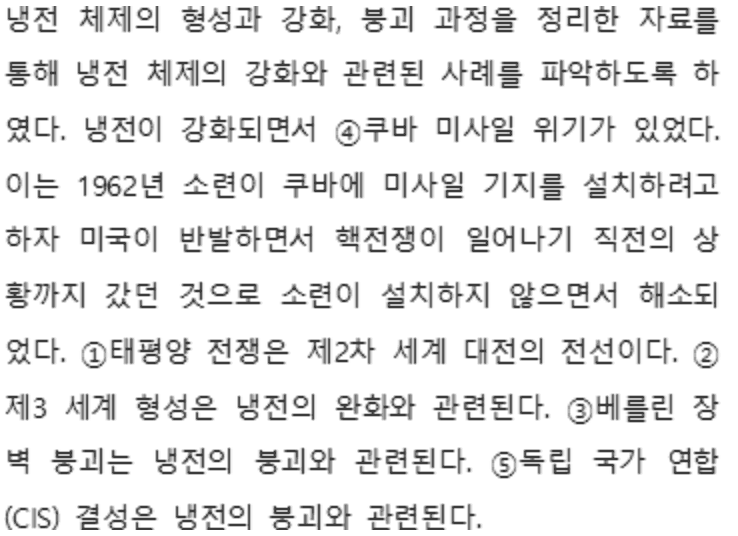 냉전 체제의 형성과 강화, 붕괴 과정을 정리한 자료를
통해 냉전 체제의 강화와 관련된 사례를 파악하도록 하
였다. 냉전이 강화되면서 ④쿠바 미사일 위기가 있었다.
이는 1962년 소련이 쿠바에 미사일 기지를 설치하려고
하자 미국이 반발하면서 핵전쟁이 일어나기 직전의 상
황까지 갔던 것으로 소련이 설치하지 않으면서 해소되
었다. ①태평양 전쟁은 제2차 세계 대전의 전선이다. ②
제3 세계 형성은 냉전의 완화와 관련된다. ③베를린 장
벽 붕괴는 냉전의 붕괴와 관련된다. ⑤독립 국가 연합
(CIS) 결성은 냉전의 붕괴와 관련된다.